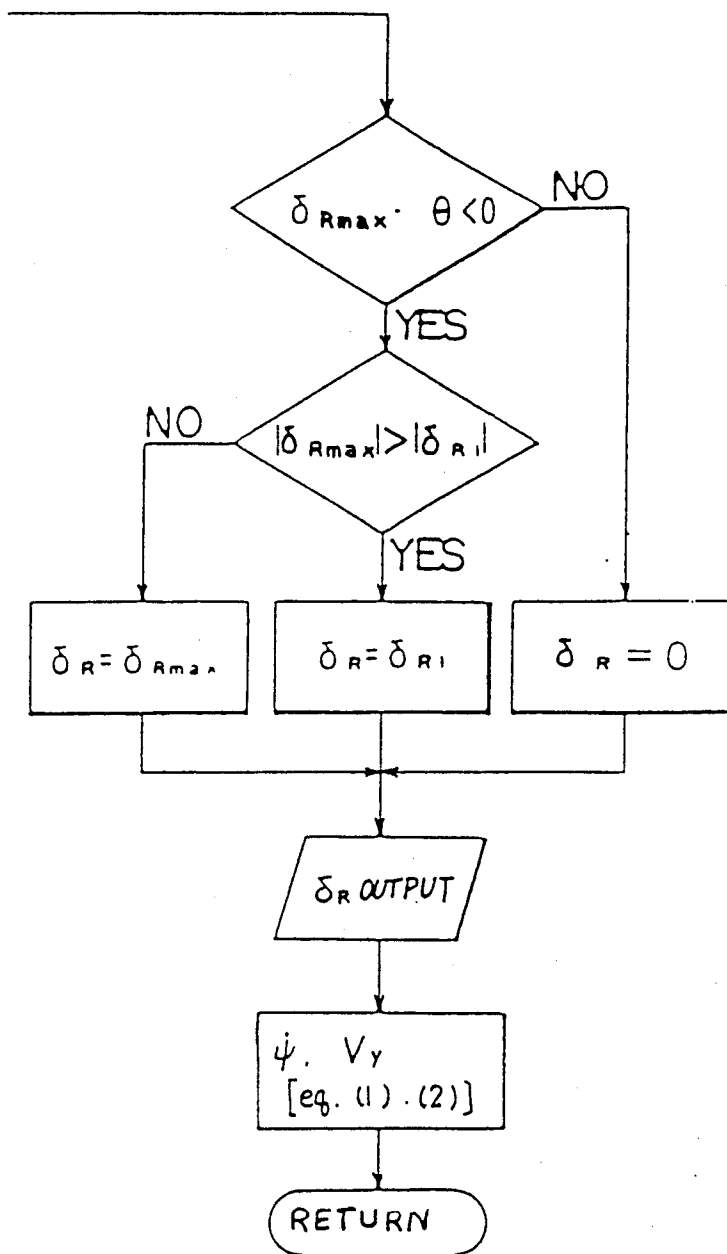 δRmax· θ<0
NO
YES
|δRmax|>|δR1|
NO
YES
δR=δRmax
δR=δR1
δR=0
δR OUTPUT
ψ̇. Vy
[eq. (1).(2)]
RETURN